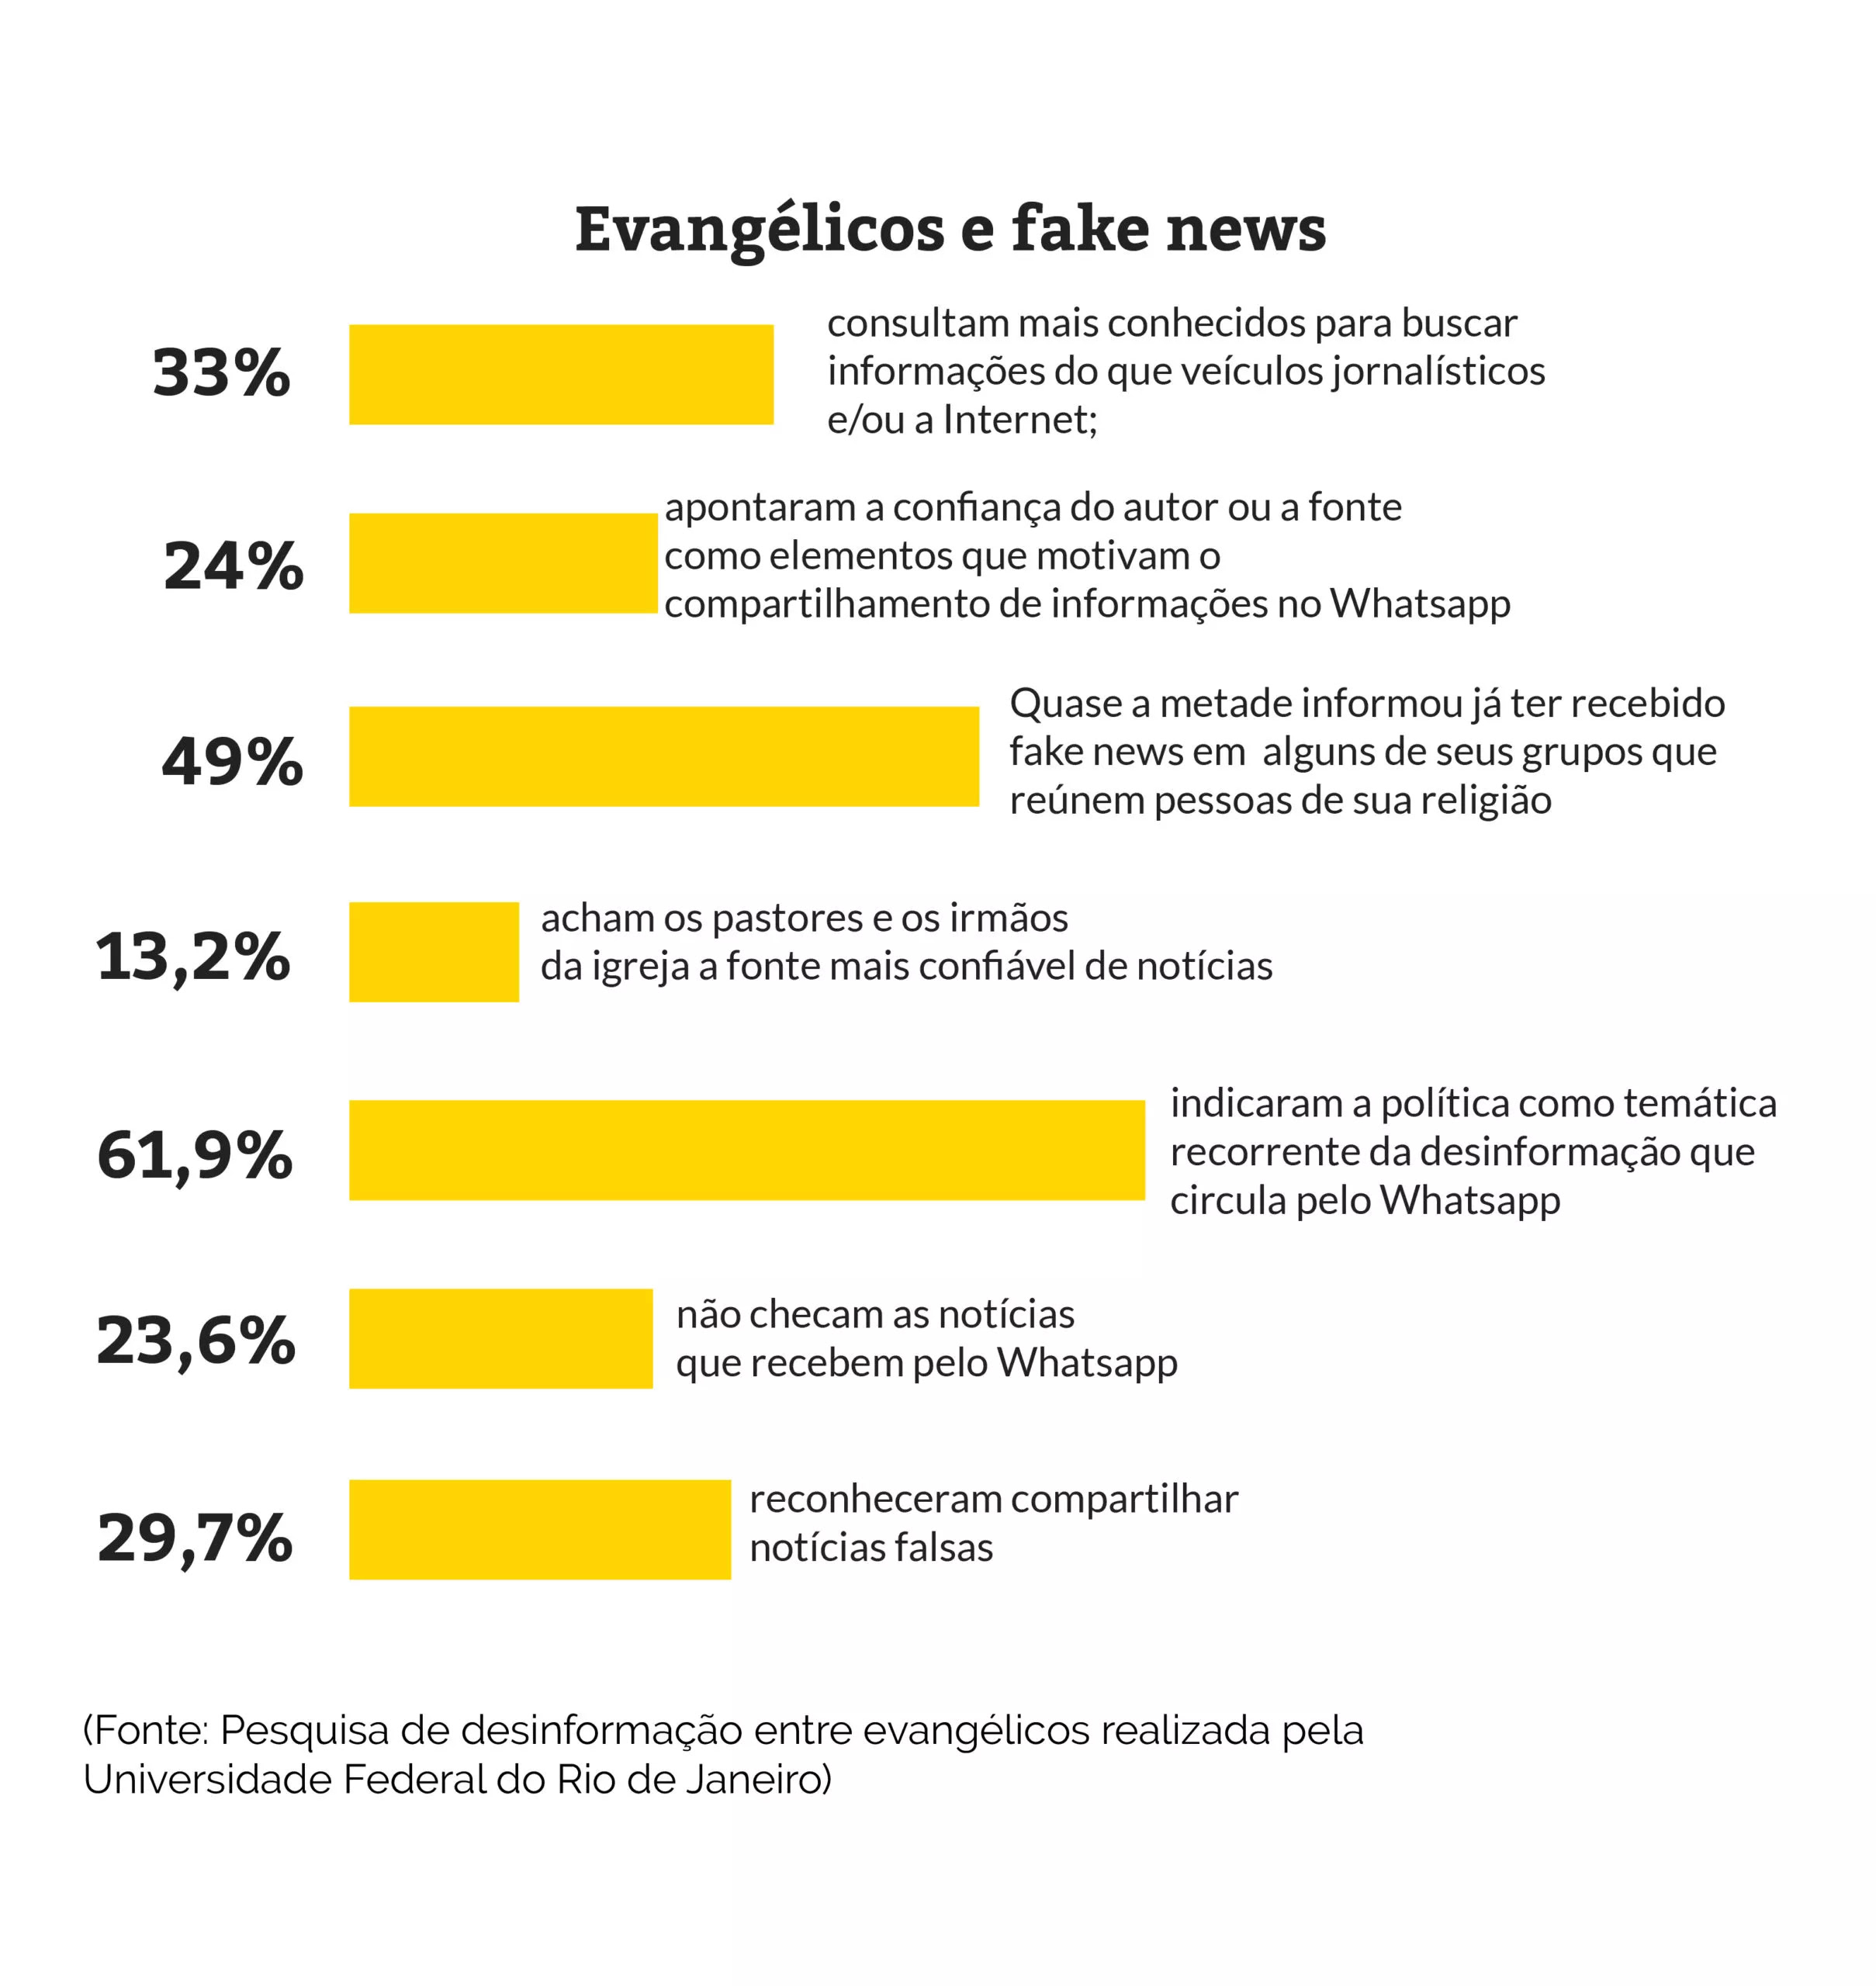 Evangélicos e fake news
33%
consultam mais conhecidos para buscar
informações do que veículos jornalísticos
e/ou a Internet;
24%
apontaram a confiança do autor ou a fonte
como elementos que motivam o
compartilhamento de informações no Whatsapp
49%
Quase a metade informou já ter recebido
fake news em alguns de seus grupos que
reúnem pessoas de sua religião
13,2%
acham os pastores e os irmãos
da igreja a fonte mais confiável de notícias
61,9%
indicaram a política como temática
recorrente da desinformação que
circula pelo Whatsapp
23,6%
não checam as notícias
que recebem pelo Whatsapp
29,7%
reconheceram compartilhar
notícias falsas
(Fonte: Pesquisa de desinformação entre evangélicos realizada pela
Universidade Federal do Rio de Janeiro)